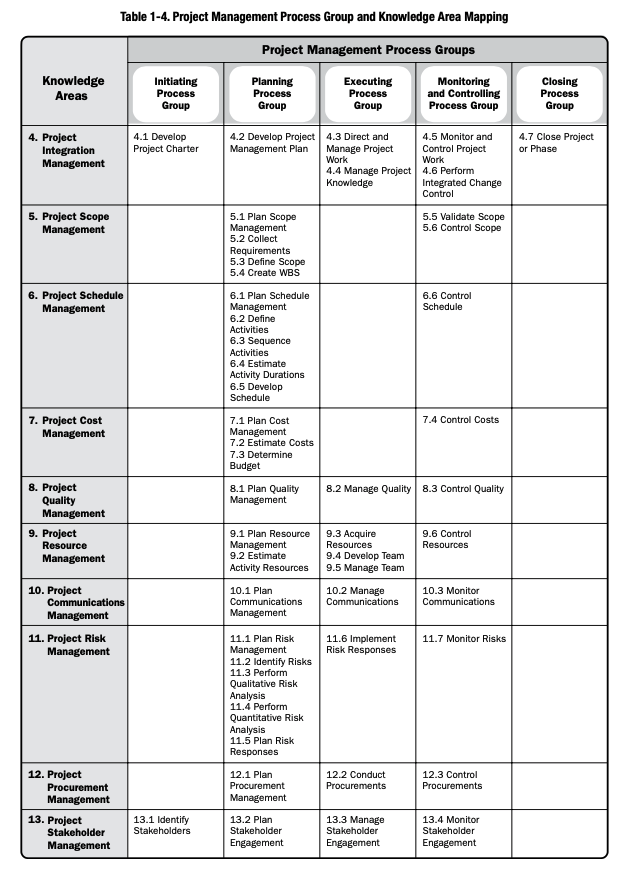 Table 1-4. Project Management Process Group and Knowledge Area Mapping
Project Management Process Groups
Knowledge
Areas
Initiating
Process
Group
Planning
Process
Group
Executing
Process
Group
Monitoring
and Controlling
Process Group
Closing
Process
Group
4. Project
Integration
Management
4.1 Develop
Project Charter
4.2 Develop Project
Management Plan
4.3 Direct and
Manage Project
Work
4.4 Manage Project
Knowledge
4.5 Monitor and
Control Project
Work
4.6 Perform
Integrated Change
Control
4.7 Close Project
or Phase
5. Project Scope
Management
5.1 Plan Scope
Management
5.2 Collect
Requirements
5.3 Define Scope
5.4 Create WBS
5.5 Validate Scope
5.6 Control Scope
6. Project Schedule
Management
6.1 Plan Schedule
Management
6.2 Define
Activities
6.3 Sequence
Activities
6.4 Estimate
Activity Durations
6.5 Develop
Schedule
6.6 Control
Schedule
7. Project Cost
Management
7.1 Plan Cost
Management
7.2 Estimate Costs
7.3 Determine
Budget
7.4 Control Costs
8. Project
Quality
Management
8.1 Plan Quality
Management
8.2 Manage Quality
8.3 Control Quality
9. Project
Resource
Management
9.1 Plan Resource
Management
9.2 Estimate
Activity Resources
9.3 Acquire
Resources
9.4 Develop Team
9.5 Manage Team
9.6 Control
Resources
10. Project
Communications
Management
10.1 Plan
Communications
Management
10.2 Manage
Communications
10.3 Monitor
Communications
11. Project Risk
Management
11.1 Plan Risk
Management
11.2 Identify Risks
11.3 Perform
Qualitative Risk
Analysis
11.4 Perform
Quantitative Risk
Analysis
11.5 Plan Risk
Responses
11.6 Implement
Risk Responses
11.7 Monitor Risks
12. Project
Procurement
Management
12.1 Plan
Procurement
Management
12.2 Conduct
Procurements
12.3 Control
Procurements
13. Project
Stakeholder
Management
13.1 Identify
Stakeholders
13.2 Plan
Stakeholder
Engagement
13.3 Manage
Stakeholder
Engagement
13.4 Monitor
Stakeholder
Engagement